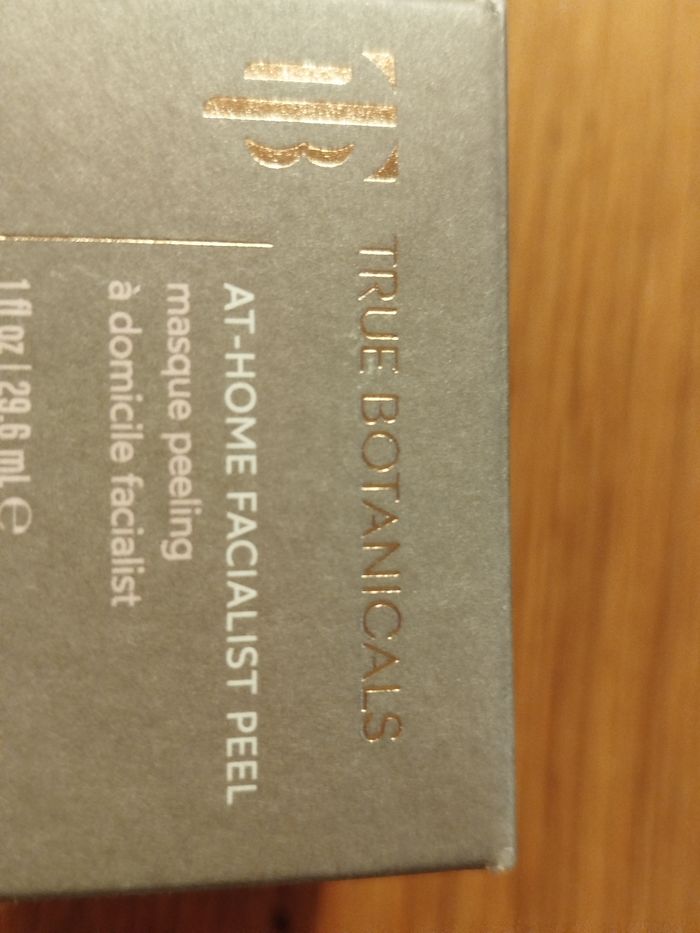 TB
TRUE BOTANICALS
AT-HOME FACIALIST PEEL
masque peeling
à domicile facialist
1 fl oz | 29.6 mL ℮